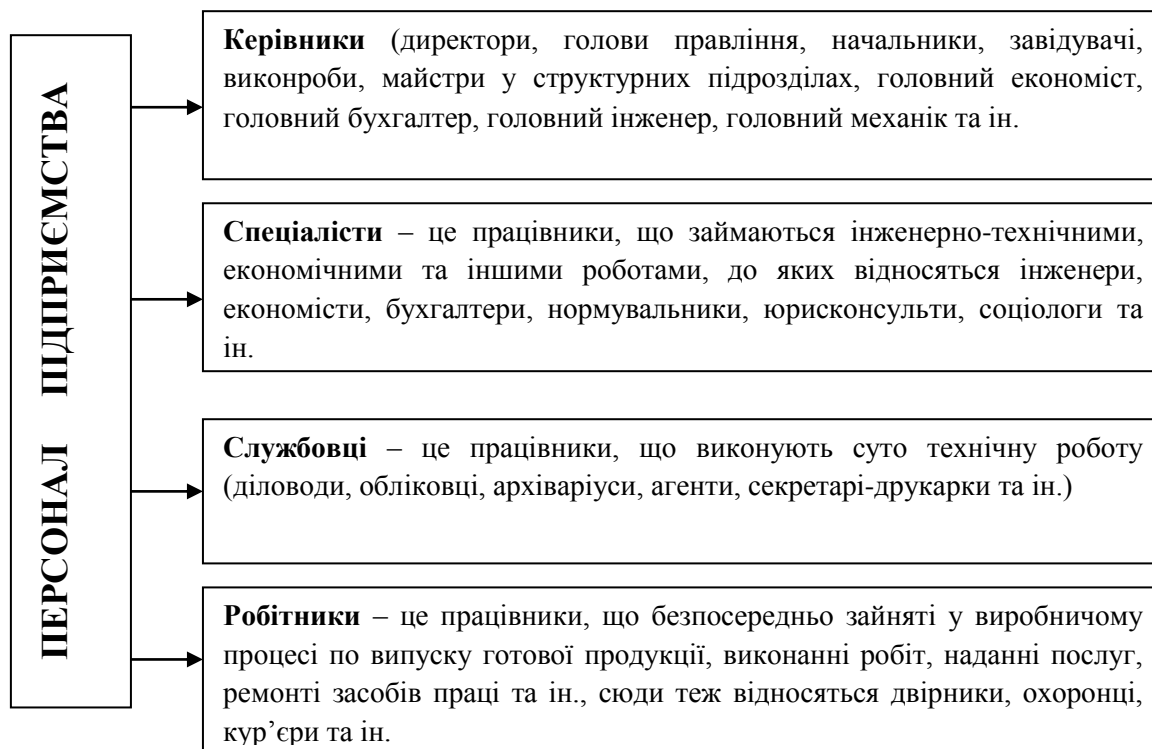 ПЕРСОНАЛ ПІДПРИЄМСТВА
Керівники (директори, голови правління, начальники, завідувачі,
виконроби, майстри у структурних підрозділах, головний економіст,
головний бухгалтер, головний інженер, головний механік та ін.
Спеціалісти – це працівники, що займаються інженерно-технічними,
економічними та іншими роботами, до яких відносяться інженери,
економісти, бухгалтери, нормувальники, юрисконсульти, соціологи та
ін.
Службовці – це працівники, що виконують суто технічну роботу
(діловоди, обліковці, архіваріуси, агенти, секретарі-друкарки та ін.)
Робітники – це працівники, що безпосередньо зайняті у виробничому
процесі по випуску готової продукції, виконанні робіт, наданні послуг,
ремонті засобів праці та ін., сюди теж відносяться двірники, охоронці,
кур’єри та ін.